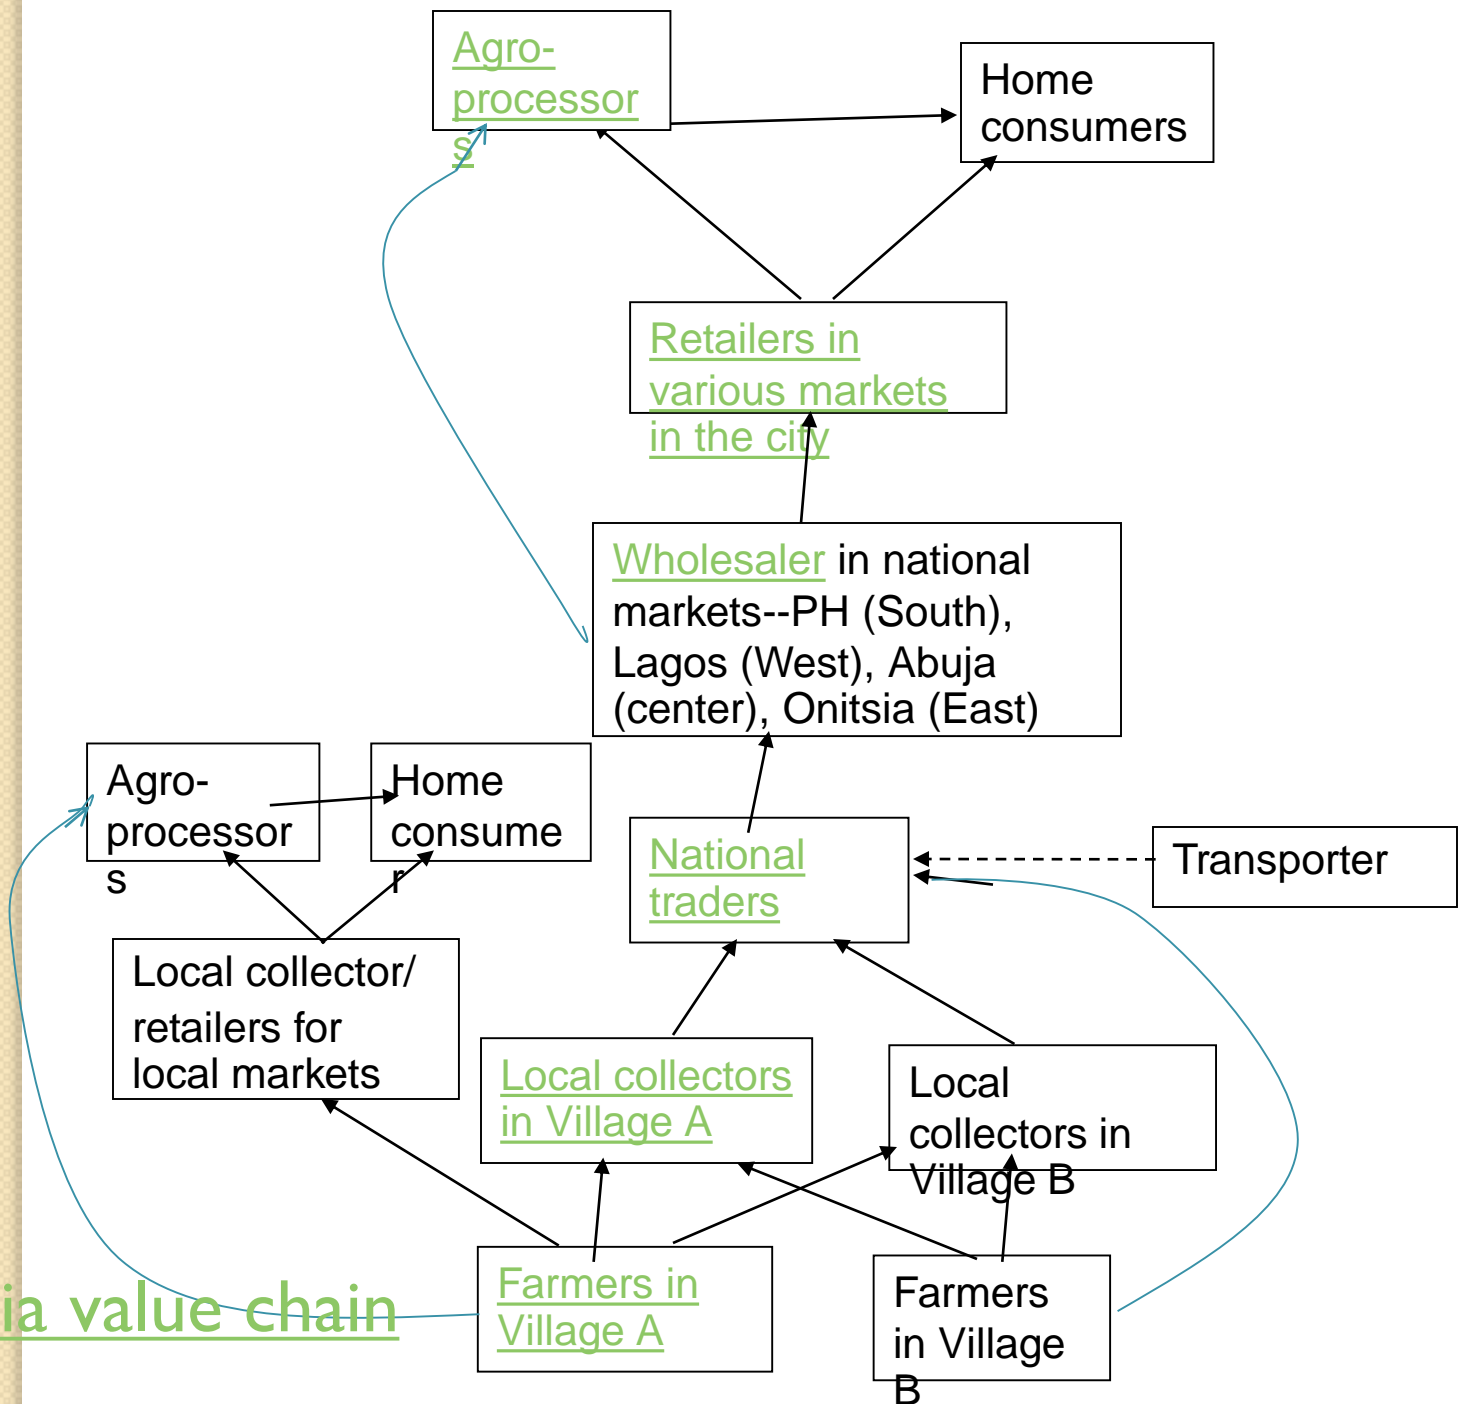 Agro-
processor
s
Home
consumers
Retailers in
various markets
in the city
Wholesaler in national
markets--PH (South),
Lagos (West), Abuja
(center), Onitsia (East)
Agro-
processor
s
Home
consume
r
National
traders
Transporter
Local collector/
retailers for
local markets
Local collectors
in Village A
Local
collectors in
Village B
Farmers in
Village A
Farmers
in Village
B
ia value chain